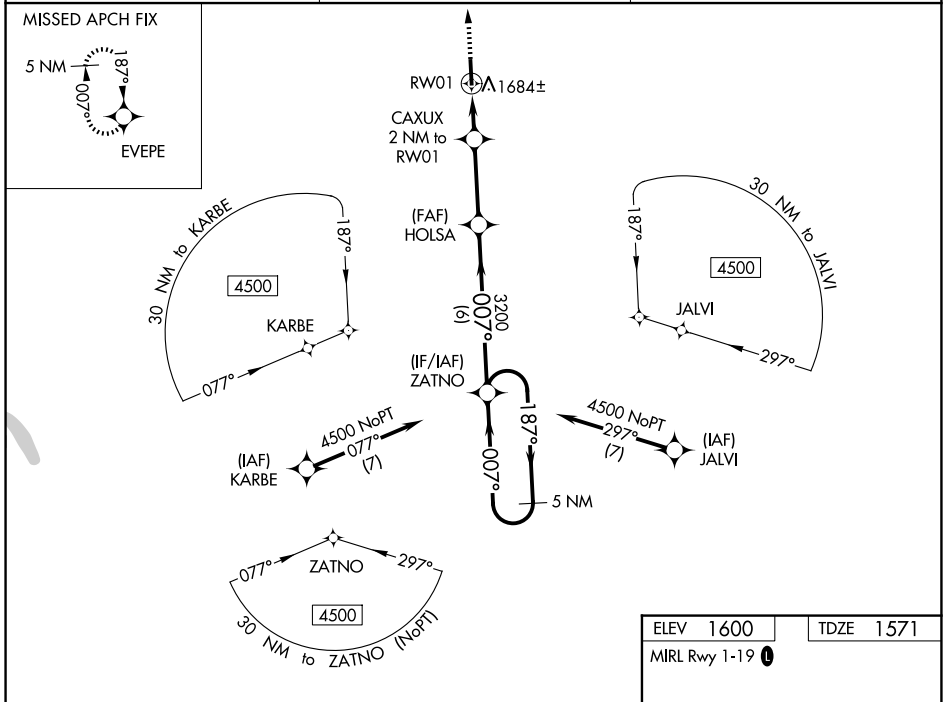 MISSED APCH FIX
5 NM
187°
007°
EVEPE
RW01
1684±
CAXUX
2 NM to
RW01
(FAF)
HOLSA
3200
007°
(6)
(IF/IAF)
ZATNO
187°
007°
5 NM
30 NM to KARBE
187°
4500
KARBE
077°
30 NM to JALVI
187°
4500
JALVI
297°
4500 NoPT
077°
(7)
(IAF)
KARBE
4500 NoPT
297°
(7)
(IAF)
JALVI
077°
ZATNO
297°
4500
30 NM to ZATNO (NoPT)
ELEV 1600
TDZE 1571
MIRL Rwy 1-19 L